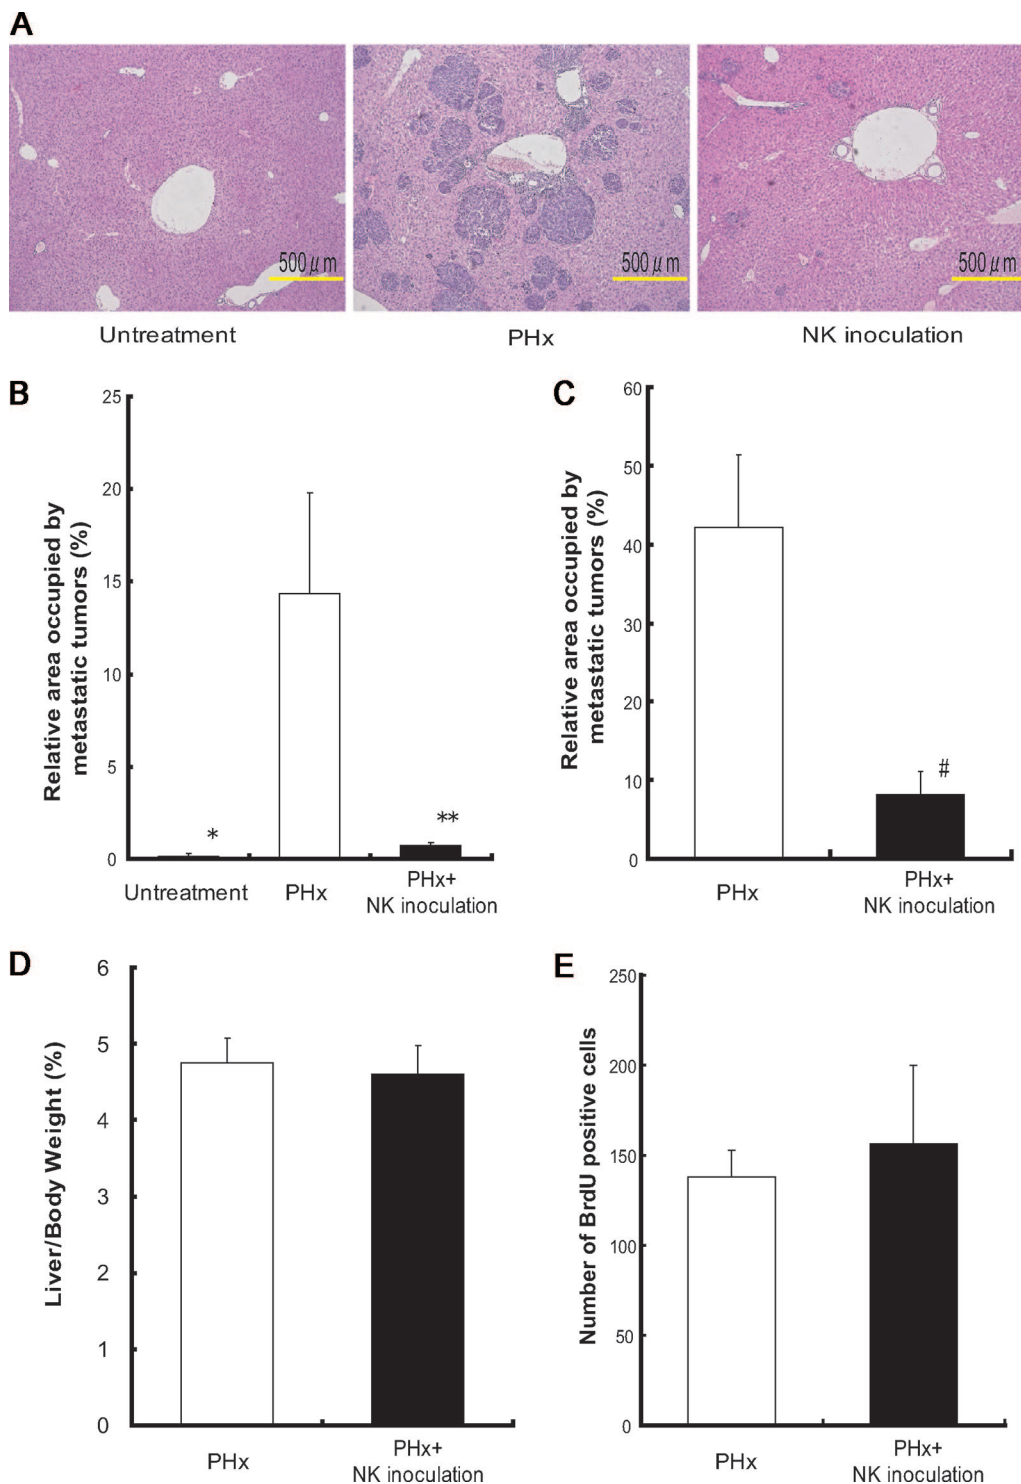 A
500 μm
500 μm
500 μm
Untreatment
PHx
NK inoculation
B
Relative area occupied by
metastatic tumors (%)
25
20
15
10
5
0
*
**
Untreatment
PHx
PHx+
NK inoculation
C
Relative area occupied by
metastatic tumors (%)
60
50
40
30
20
10
0
#
PHx
PHx+
NK inoculation
D
Liver/Body Weight (%)
6
5
4
3
2
1
0
PHx
PHx+
NK inoculation
E
Number of BrdU positive cells
250
200
150
100
50
0
PHx
PHx+
NK inoculation